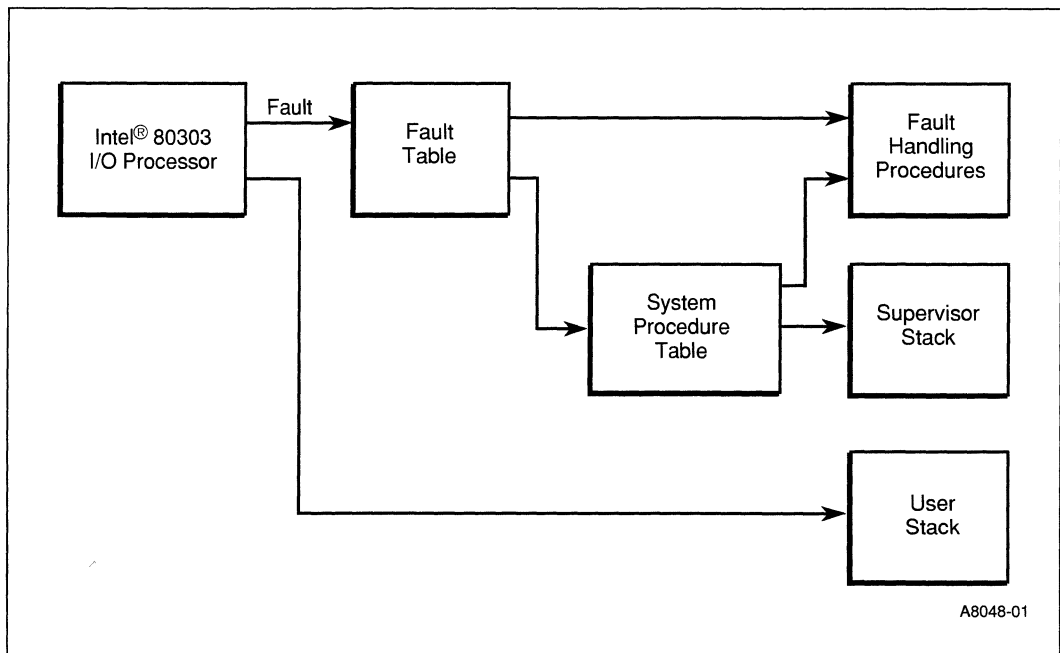 Intel® 80303
I/O Processor
Fault
Fault
Table
Fault
Handling
Procedures
System
Procedure
Table
Supervisor
Stack
User
Stack
A8048-01